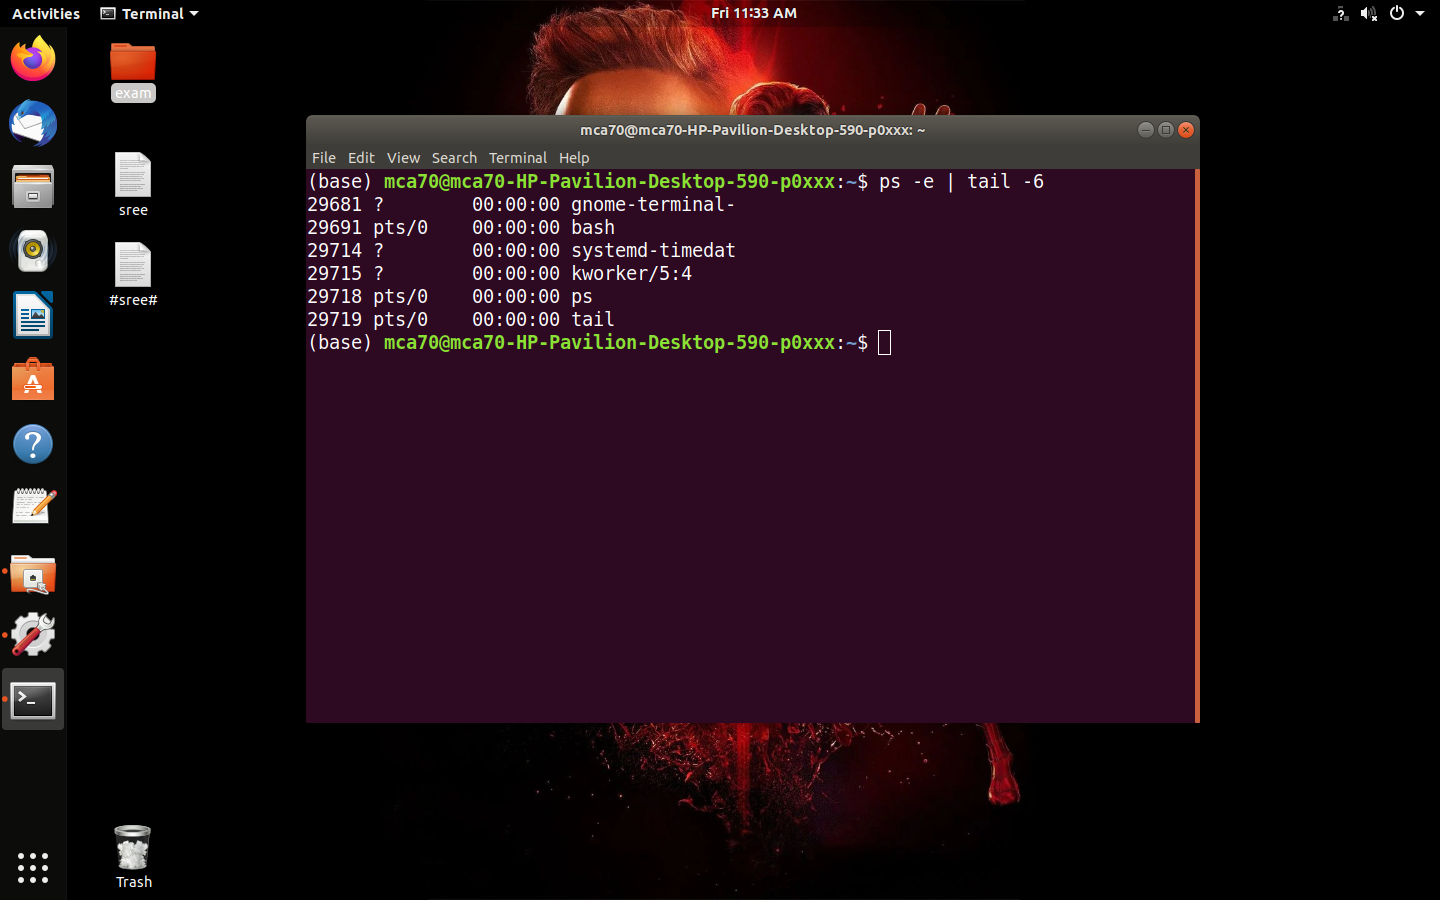 Activities Terminal Fri 11:33 AM
exam
sree
#sree#
Trash
mca70@mca70-HP-Pavilion-Desktop-590-p0xxx: ~
File Edit View Search Terminal Help
(base) mca70@mca70-HP-Pavilion-Desktop-590-p0xxx:~$ ps -e | tail -6
29681 ?        00:00:00 gnome-terminal-
29691 pts/0    00:00:00 bash
29714 ?        00:00:00 systemd-timedat
29715 ?        00:00:00 kworker/5:4
29718 pts/0    00:00:00 ps
29719 pts/0    00:00:00 tail
(base) mca70@mca70-HP-Pavilion-Desktop-590-p0xxx:~$